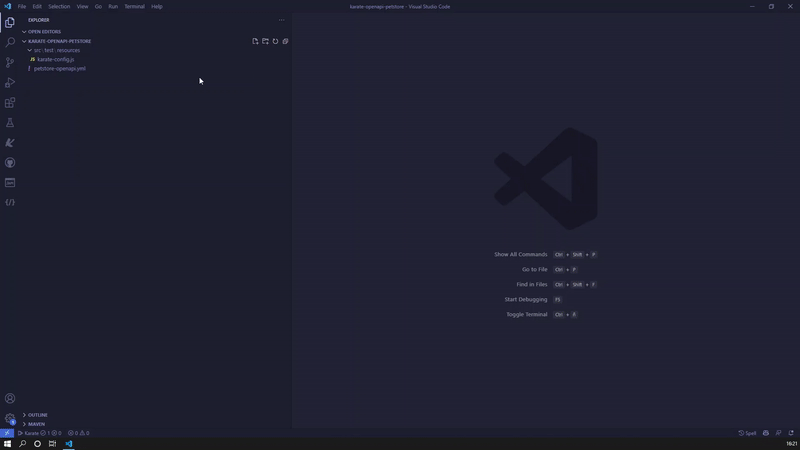 File Edit Selection View Go Run Terminal Help
karate-openapi-petstore - Visual Studio Code
EXPLORER
OPEN EDITORS
KARATE-OPENAPI-PETSTORE
src \ test \ resources
JS karate-config.js
! petstore-openapi.yml
Show All Commands Ctrl + Shift + P
Go to File Ctrl + P
Find in Files Ctrl + Shift + F
Start Debugging F5
Toggle Terminal Ctrl +
OUTLINE
MAVEN
Karate 1 0 0 0
Spell
16:21